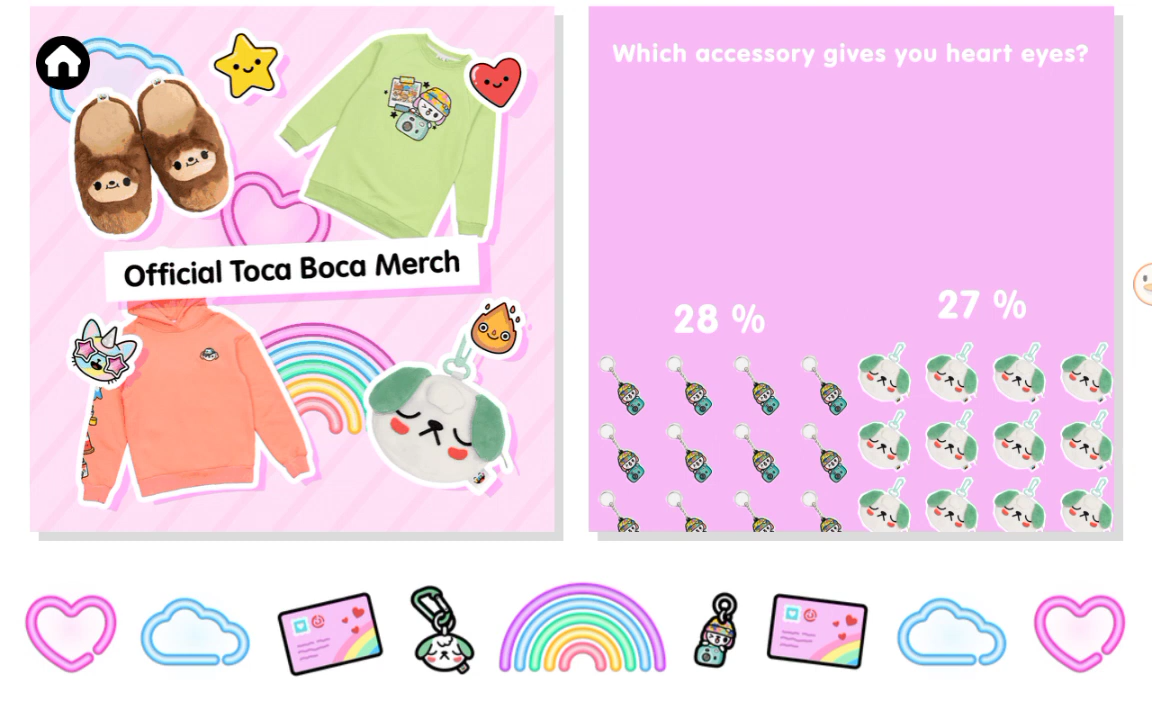 Official Toca Boca Merch
Which accessory gives you heart eyes?
28 %
27 %